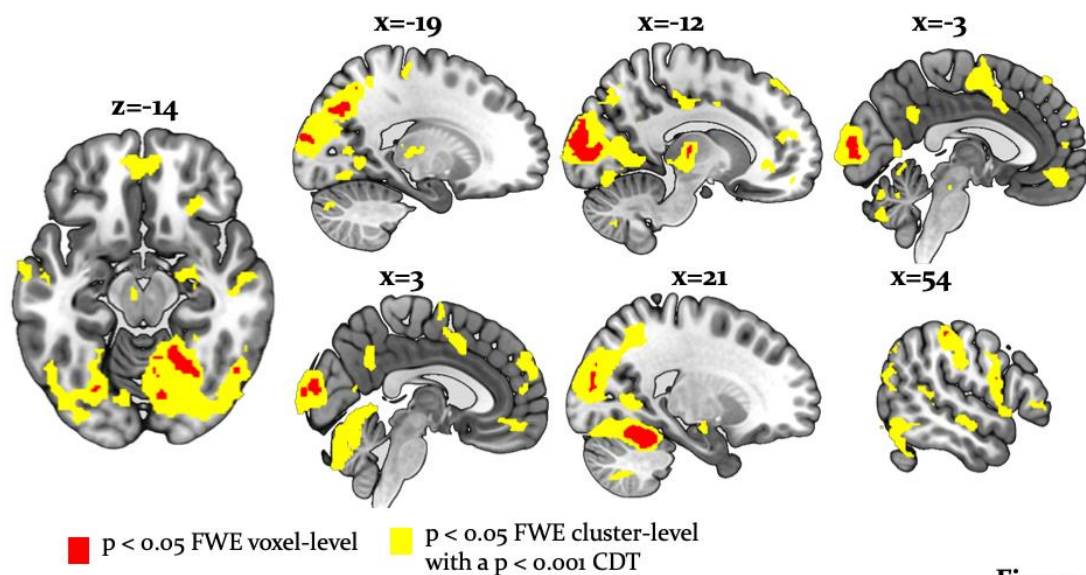 x=-19
x=-12
x=-3
z=-14
x=3
x=21
x=54
p < 0.05 FWE voxel-level
p < 0.05 FWE cluster-level
with a p < 0.001 CDT